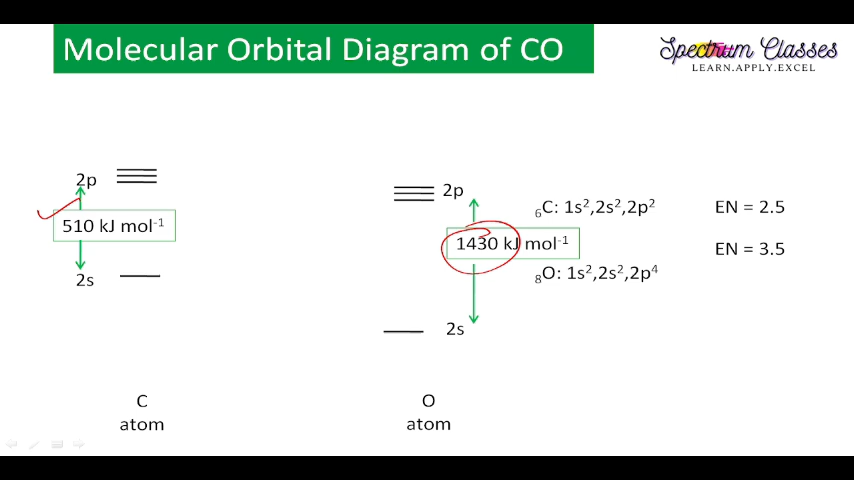 Molecular Orbital Diagram of CO
Spectrum Classes
LEARN.APPLY.EXCEL
2p
510 kJ mol⁻¹
2s
2p
1430 kJ mol⁻¹
2s
₆C: 1s²,2s²,2p² EN = 2.5
EN = 3.5
₈O: 1s²,2s²,2p⁴
C
atom
O
atom